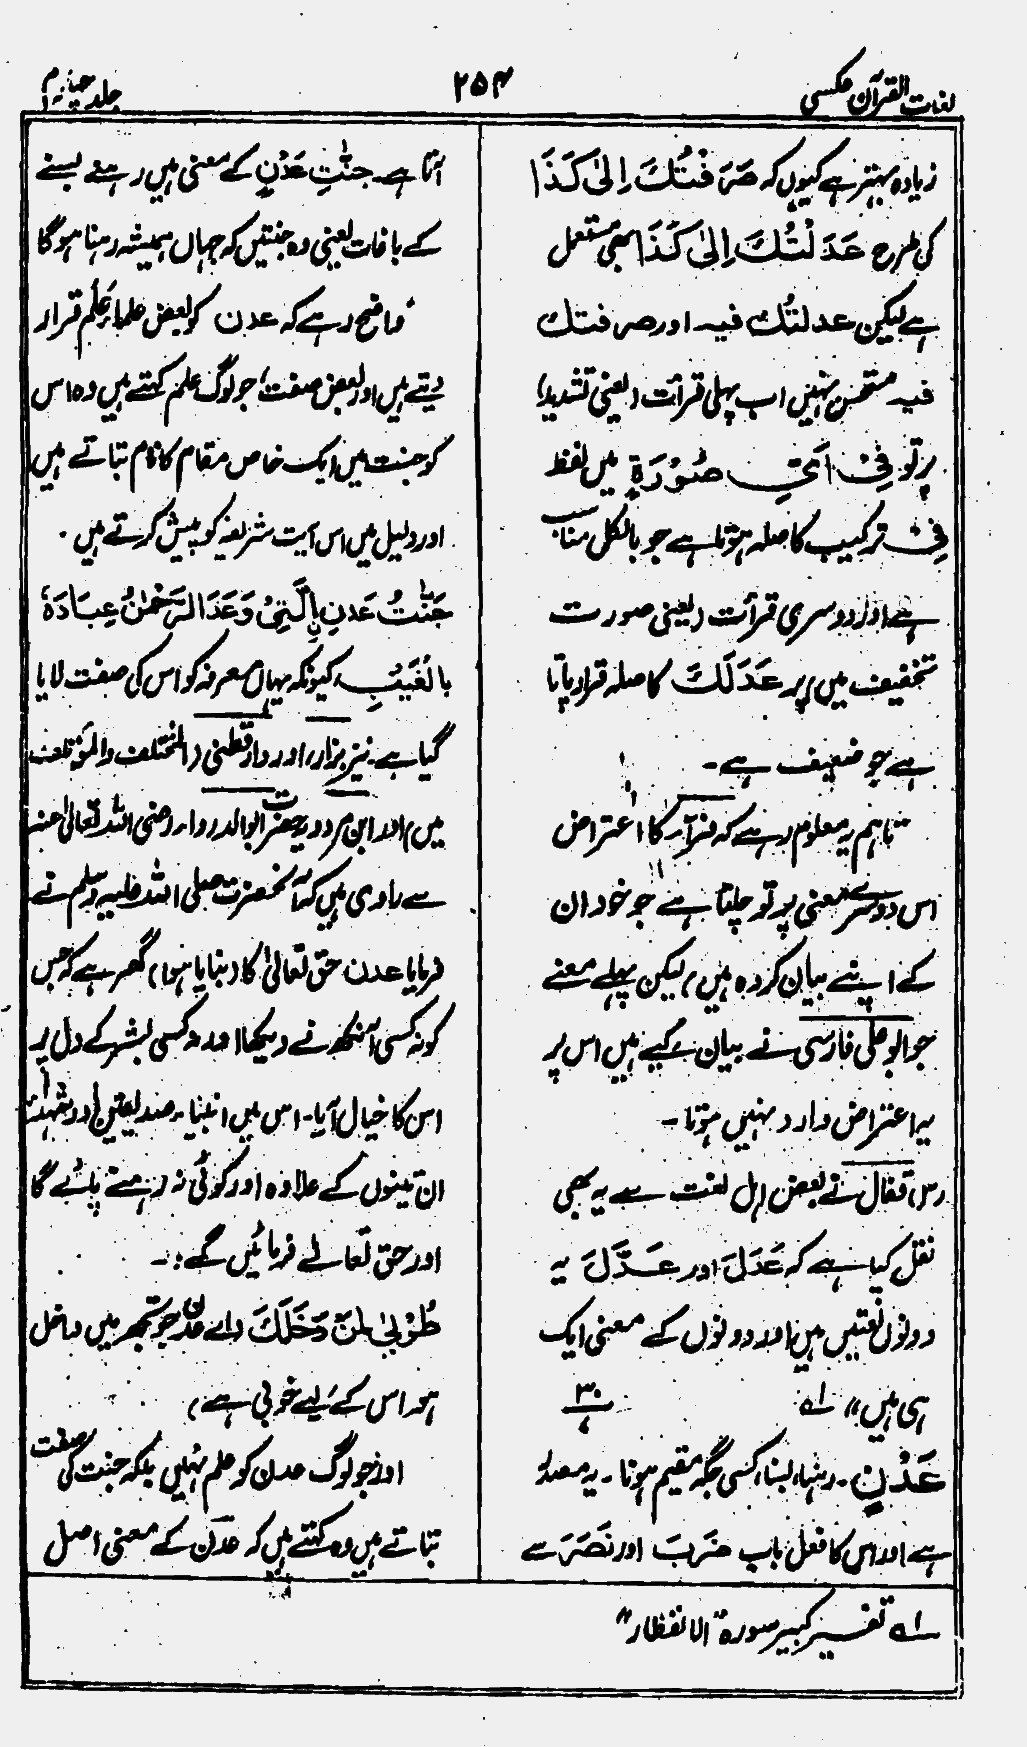 لغات القرآن عکسی
۲۵۴
جلد چہارم
زیادہ بہتر ہے کیوں کہ صَرَفْتُكَ اِلىٰ كَذَا
کی طرح عَدَلْتُكَ اِلىٰ كَذَا بھی مستعمل
ہے لیکن عدلتُك فیہ اور صرفتك
فیہ مستحسن نہیں اب پہلی قرأت (یعنی تشدید)
پر تو فِیْ اَیِّ صُوْرَةٍ میں لفظ
فِیْ ترکیب کا صلہ ہوتا ہے جو بالکل مناسب
ہے اور دوسری قرأت (یعنی صورت
تخفیف میں) پر عَدَلَكَ کا صلہ قرار پاتا
ہے جو ضعیف ہے۔
تاہم یہ معلوم رہے کہ فرآء کا اعتراض
اس دوسرے معنی پر تو چلتا ہے جو خود ان
کے اپنے بیان کردہ ہیں، لیکن پہلے معنے
جو ابو علی فارسی نے بیان کیے ہیں اس پر
یہ اعتراض وارد نہیں ہوتا۔
(س) قفال نے بعض اہل لغت سے یہ بھی
نقل کیا ہے کہ عَدَلَ اور عَدَّلَ یہ
دونوں لغتیں ہیں اور دونوں کے معنی ایک
ہی ہیں“ لہ ۳۰
عَدْنٍ۔ رہنا، بسنا، کسی جگہ مقیم ہونا۔ یہ مصدر
ہے اور اس کا فعل باب ضَرَبَ اور نَصَرَ سے
آتا ہے۔ جنّٰتِ عَدْنٍ کے معنی ہیں رہنے بسنے
کے باغات یعنی وہ جنتیں کہ جہاں ہمیشہ رہنا ہوگا
واضح رہے کہ عدن کو بعض علماء عَلَم قرار
دیتے ہیں اور بعض صفت، جو لوگ علم کہتے ہیں وہ اس
کو جنت میں ایک خاص مقام کا نام بتاتے ہیں
اور دلیل میں اس آیت شریفہ کو پیش کرتے ہیں۔
جَنّٰتُ عَدْنِ ِالَّتِیْ وَعَدَ الرَّحْمٰنُ عِبَادَهٗ
بِالْغَيْبِ، کیونکہ یہاں معرفہ کو اس کی صفت لایا
گیا ہے۔ نیز بزار، اور دارقطنی (المختلف والمؤتلف
میں) اور ابن مردویہ حضرت ابو الدرداء رضی اللہ تعالیٰ عنہ
سے راوی ہیں کہ آنحضرت صلی اللہ علیہ وسلم نے
فرمایا عدن حق تعالیٰ کا (بنایا ہوا) گھر ہے کہ جس
کو نہ کسی آنکھ نے دیکھا اور نہ کسی بشر کے دل پر
اس کا خیال آیا۔ اس میں انبیاء، صدیقین اور شہداء
ان تینوں کے علاوہ اور کوئی نہ رہنے پائے گا
اور حق تعالےٰ فرمائیں گے:۔
طُوْبیٰ لِمَنْ دَخَلَكَ (اے عدن جو تجھ میں داخل
ہو اس کے لیے خوبی ہے)
اور جو لوگ عدن کو علم نہیں بلکہ جنت کی صفت
بتاتے ہیں وہ کہتے ہیں کہ عدن کے معنی اصل
لہ تفسیر کبیر سورہ ”الانفطار“